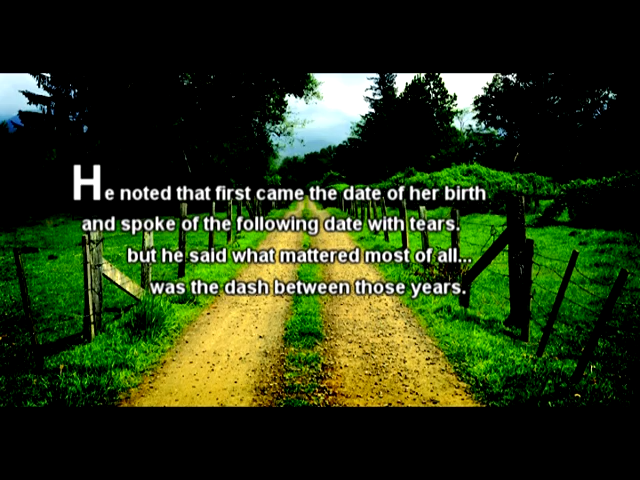 He noted that first came the date of her birth
and spoke of the following date with tears.
but he said what mattered most of all...
was the dash between those years.